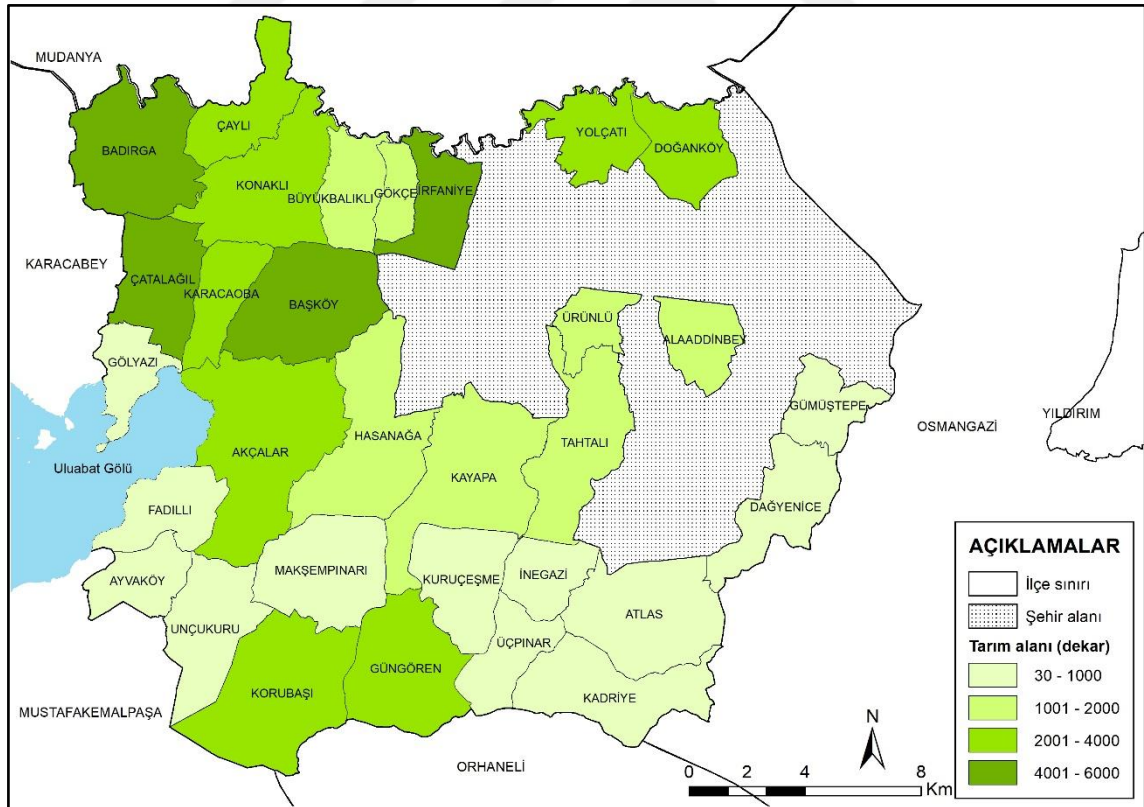 MUDANYA
ÇAYLI
YOLÇATI
BADIRGA
DOĞANKÖY
KONAKLI
BÜYÜKBALIKLI
GÖKÇE
İRFANİYE
KARACABEY
ÇATALAĞIL
KARACAOBA
BAŞKÖY
ÜRÜNLÜ
ALAADDİNBEY
GÖLYAZI
GÜMÜŞTEPE
YILDIRIM
OSMANGAZİ
HASANAĞA
TAHTALI
AKÇALAR
KAYAPA
Uluabat Gölü
DAĞYENİCE
FADILLI
MAKŞEMPINARI
KURUÇEŞME
İNEGAZİ
AYVAKÖY
ATLAS
UNÇUKURU
ÜÇPINAR
GÜNGÖREN
KORUBAŞI
KADRİYE
MUSTAFAKEMALPAŞA
ORHANELİ
N
0 2 4 8
Km
AÇIKLAMALAR
İlçe sınırı
Şehir alanı
Tarım alanı (dekar)
30 - 1000
1001 - 2000
2001 - 4000
4001 - 6000